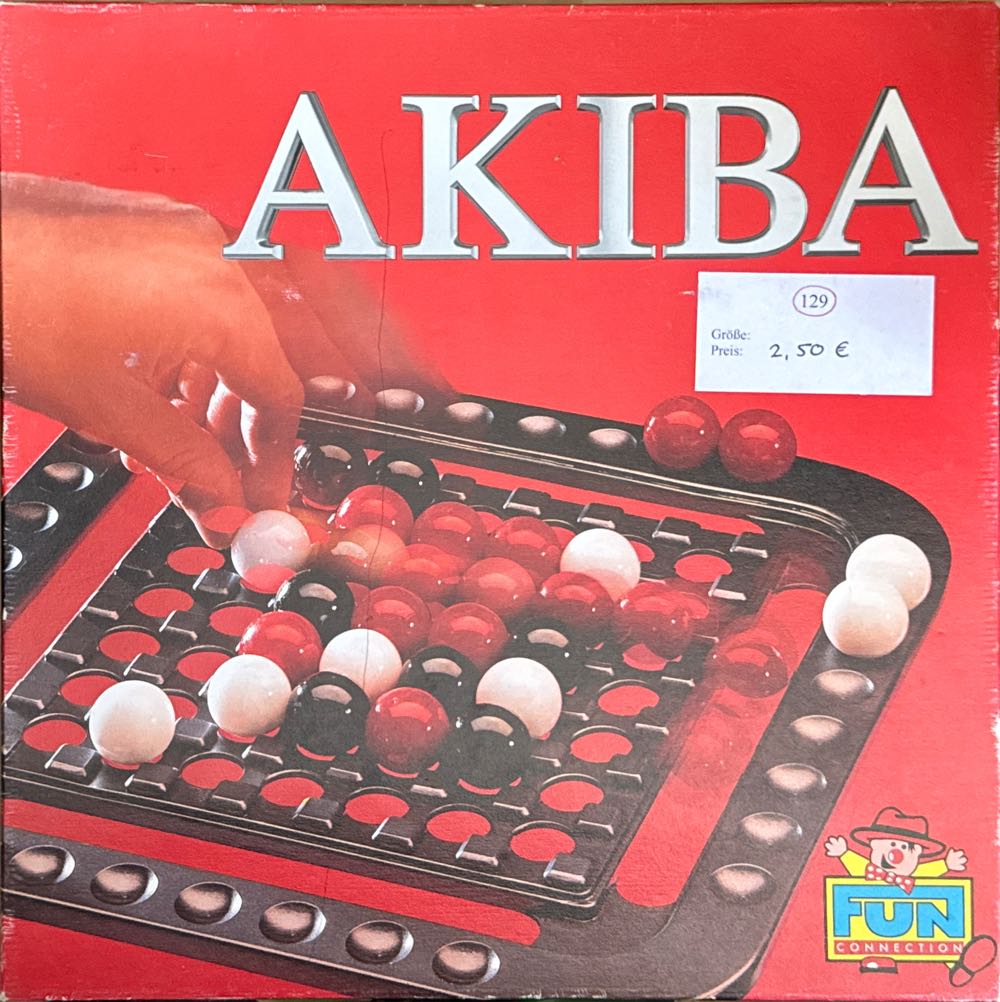 AKIBA
129
Größe:
Preis: 2,50 €
FUN
CONNECTION